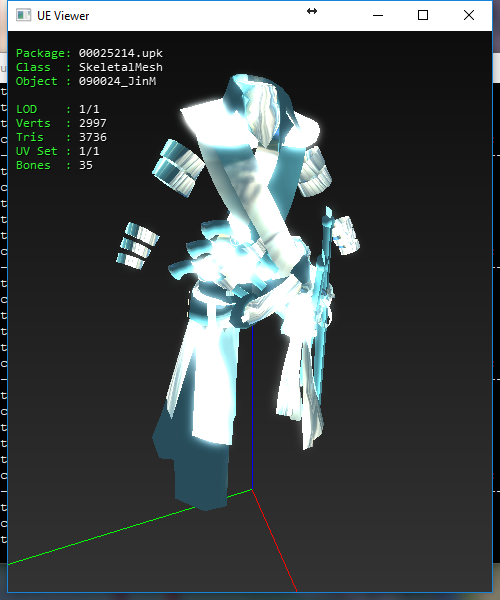 UE Viewer
Package: 00025214.upk
Class : SkeletalMesh
Object : 090024_JinM
LOD : 1/1
Verts : 2997
Tris : 3736
UV Set : 1/1
Bones : 35